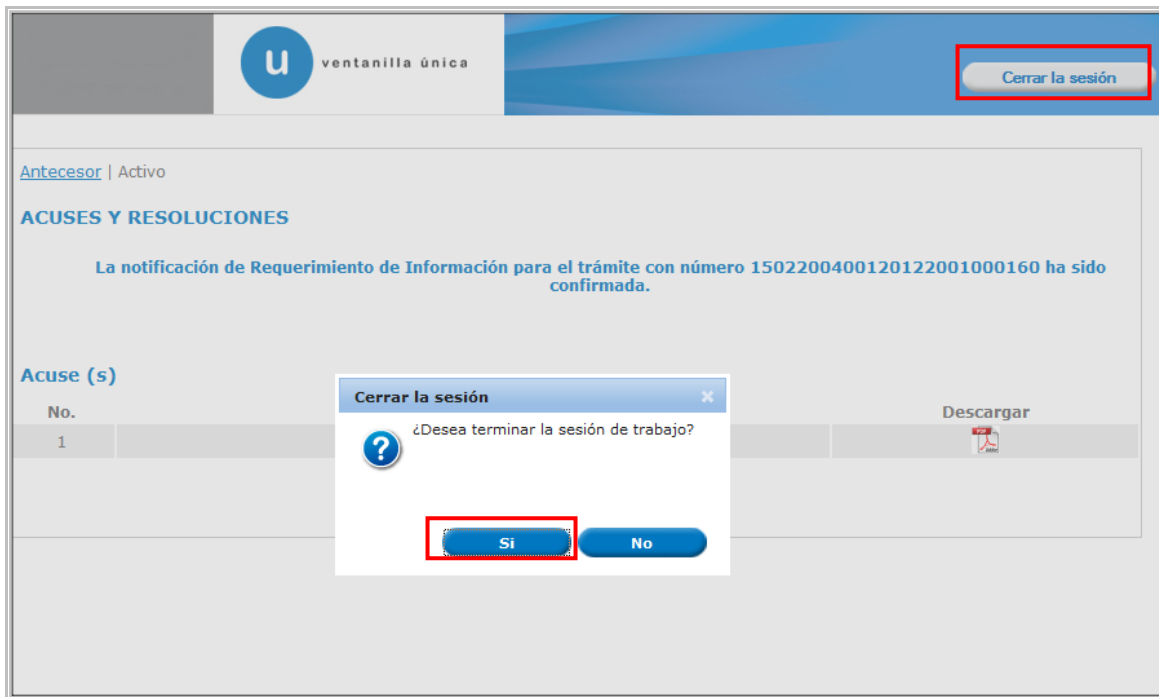 u
ventanilla única
Cerrar la sesión
Antecesor | Activo
ACUSES Y RESOLUCIONES
La notificación de Requerimiento de Información para el trámite con número 1502200400120122001000160 ha sido
confirmada.
Acuse (s)
No.
Descargar
1
Cerrar la sesión
¿Desea terminar la sesión de trabajo?
Si
No